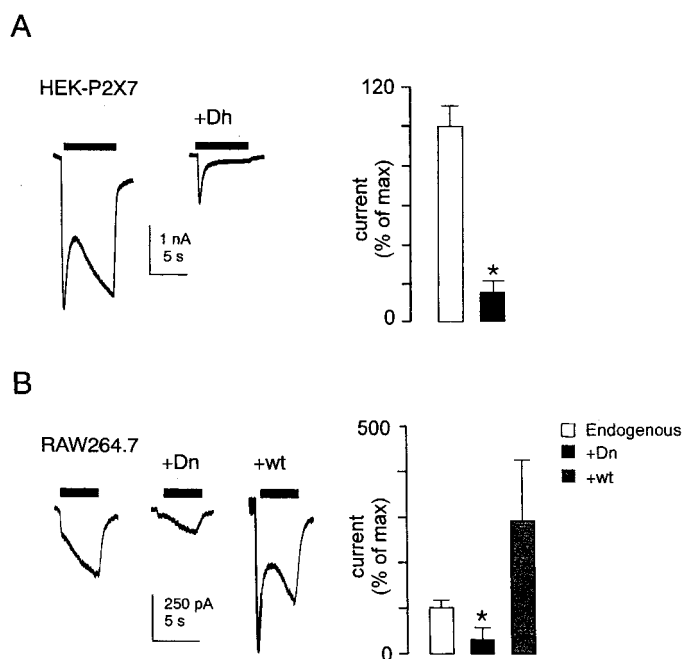 A
HEK-P2X7
+Dh
1 nA
5 s
120
current
(% of max)
*
0
B
RAW264.7
+Dn
+wt
250 pA
5 s
500
current
(% of max)
*
0
Endogenous
+Dn
+wt